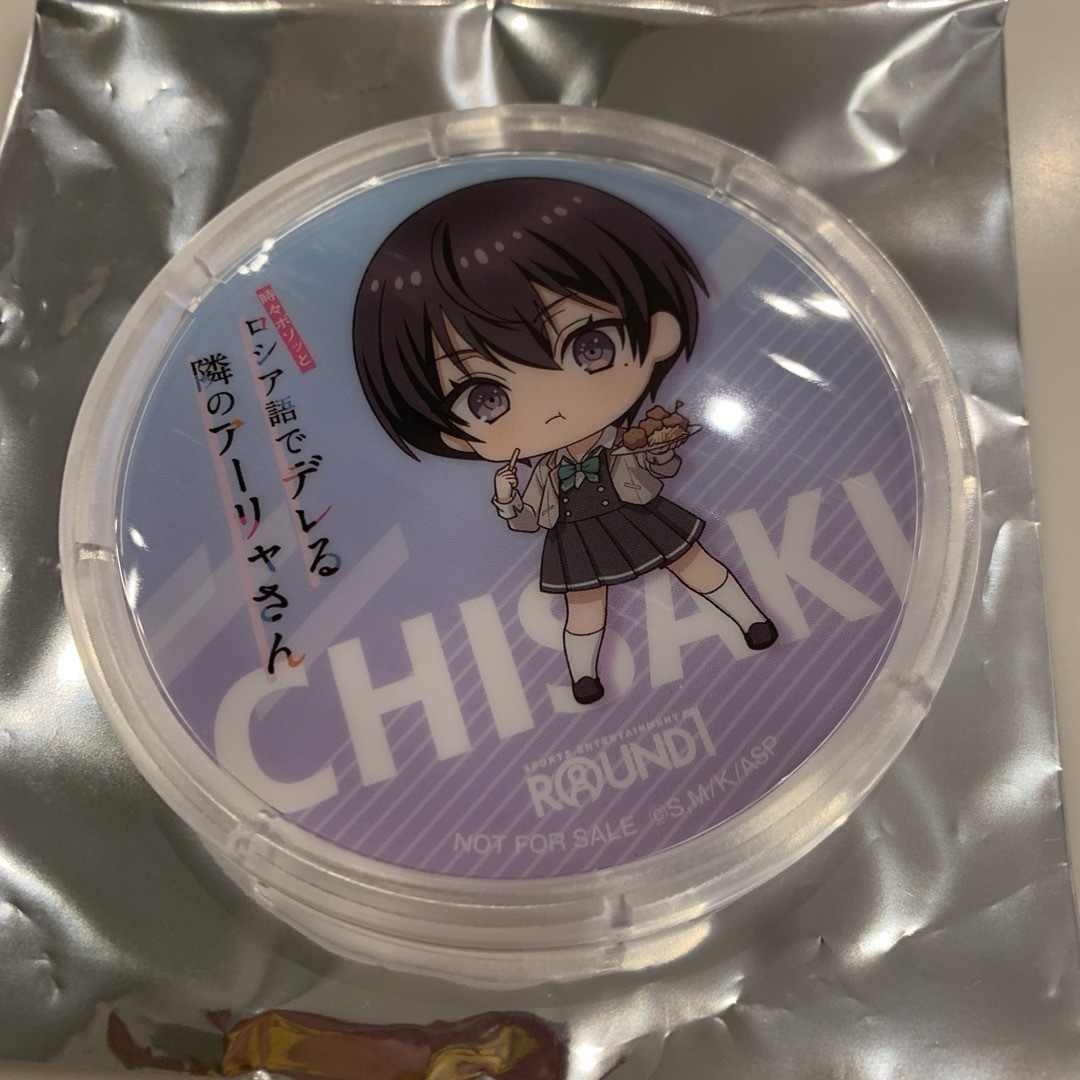 時々ボソッと
ロシア語でデレる
隣のアーリャさん
CHISAKI
SPORTS ENTERTAINMENT
ROUND1
NOT FOR SALE ©S,M/K/ASP